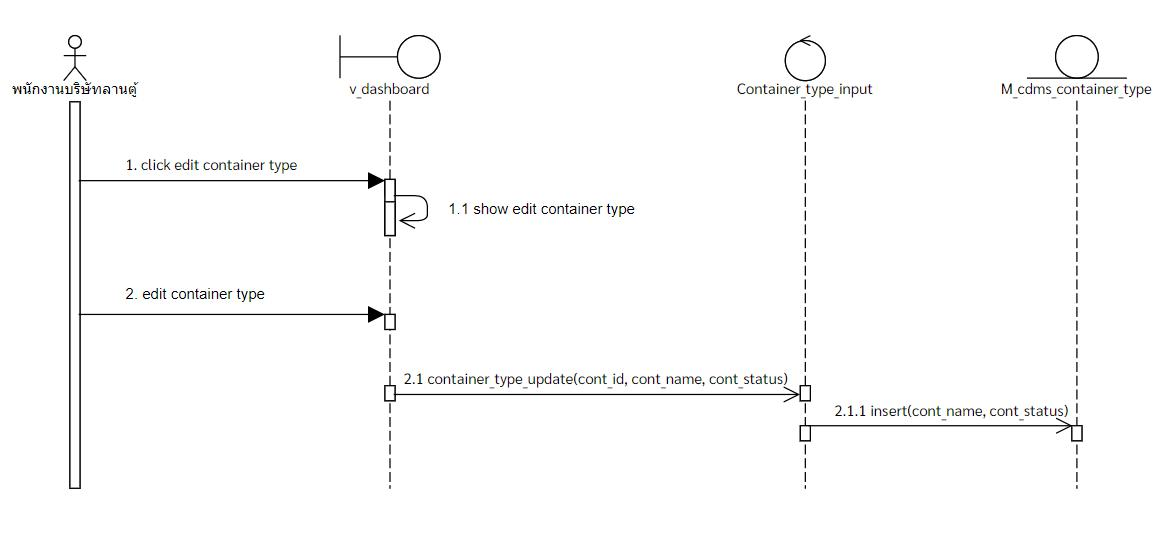 พนักงานบริษัทลานตู้
v_dashboard
Container_type_input
M_cdms_container_type
1. click edit container type
1.1 show edit container type
2. edit container type
2.1 container_type_update(cont_id, cont_name, cont_status)
2.1.1 insert(cont_name, cont_status)